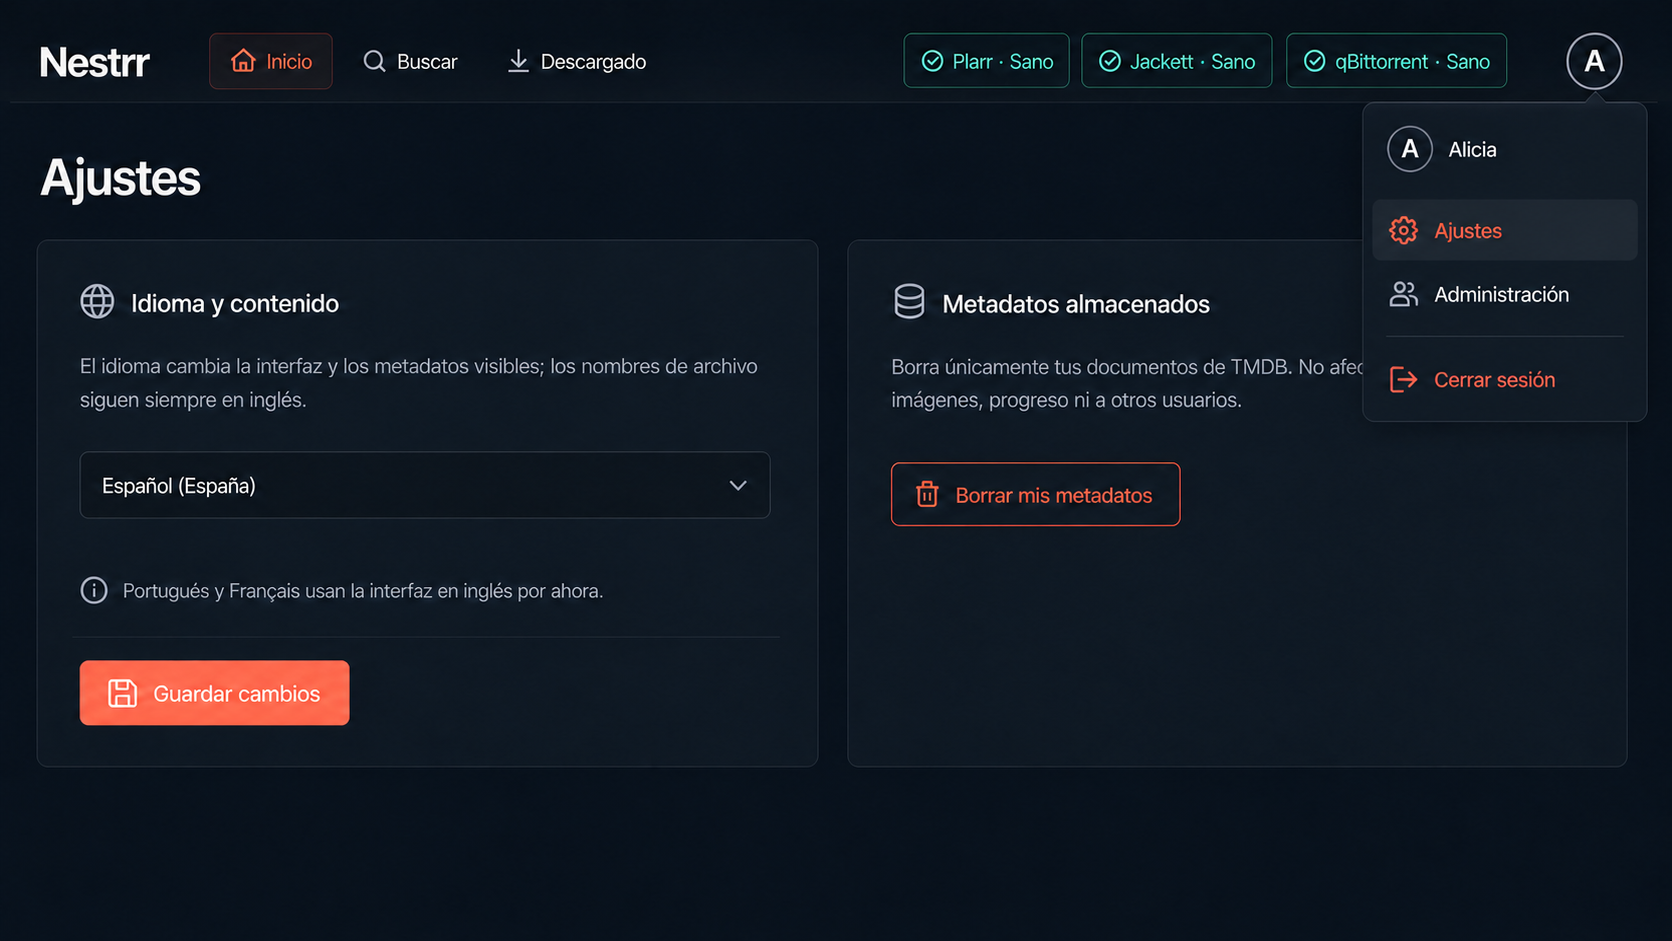 Nestrr
Inicio
Buscar
Descargado
Plarr · Sano
Jackett · Sano
qBittorrent · Sano
A
A Alicia
Ajustes
Administración
Cerrar sesión
Ajustes
Idioma y contenido
El idioma cambia la interfaz y los metadatos visibles; los nombres de archivo
siguen siempre en inglés.
Español (España)
Portugués y Français usan la interfaz en inglés por ahora.
Guardar cambios
Metadatos almacenados
Borra únicamente tus documentos de TMDB. No afec
imágenes, progreso ni a otros usuarios.
Borrar mis metadatos